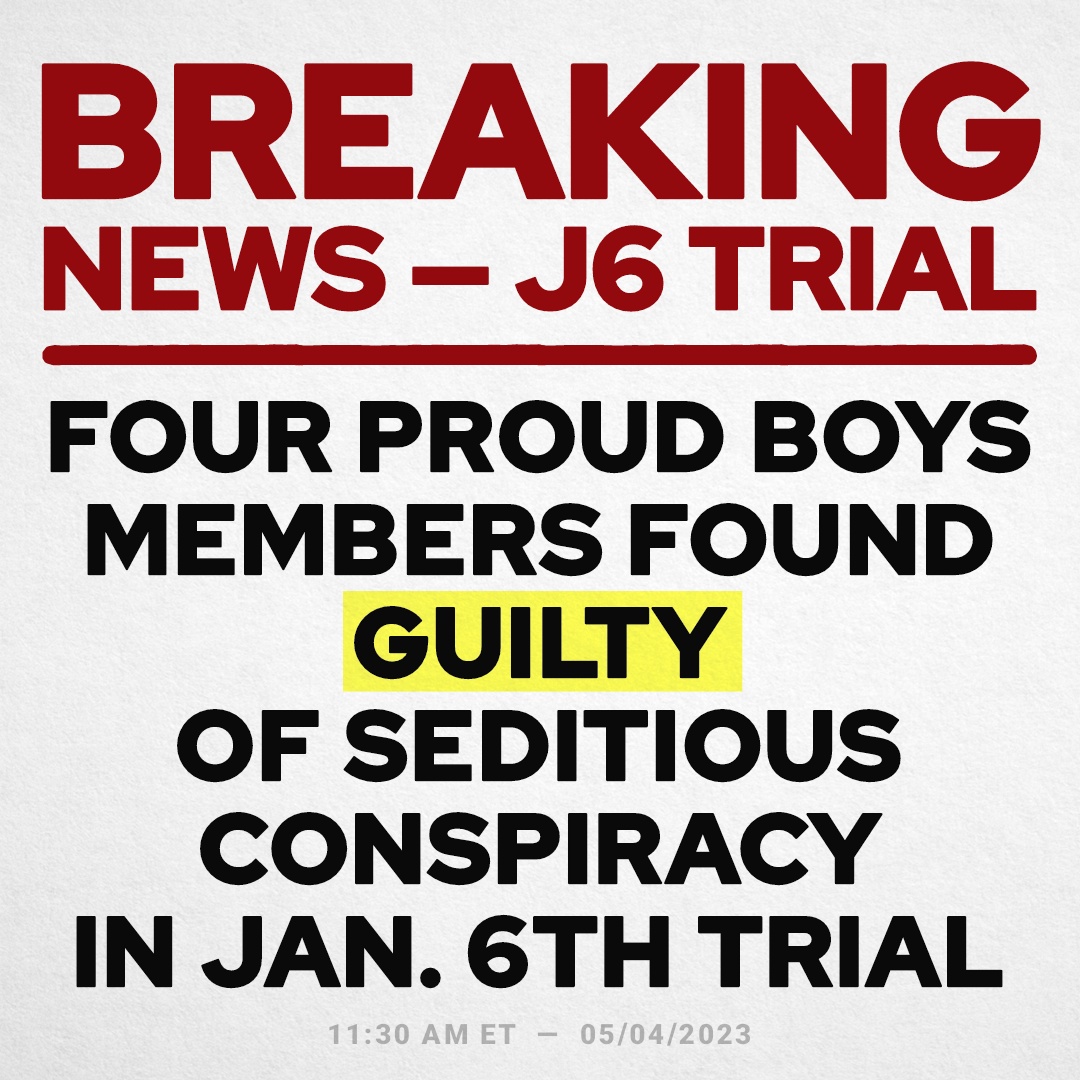 BREAKING
NEWS — J6 TRIAL
FOUR PROUD BOYS
MEMBERS FOUND
GUILTY
OF SEDITIOUS
CONSPIRACY
IN JAN. 6TH TRIAL
11:30 AM ET — 05/04/2023